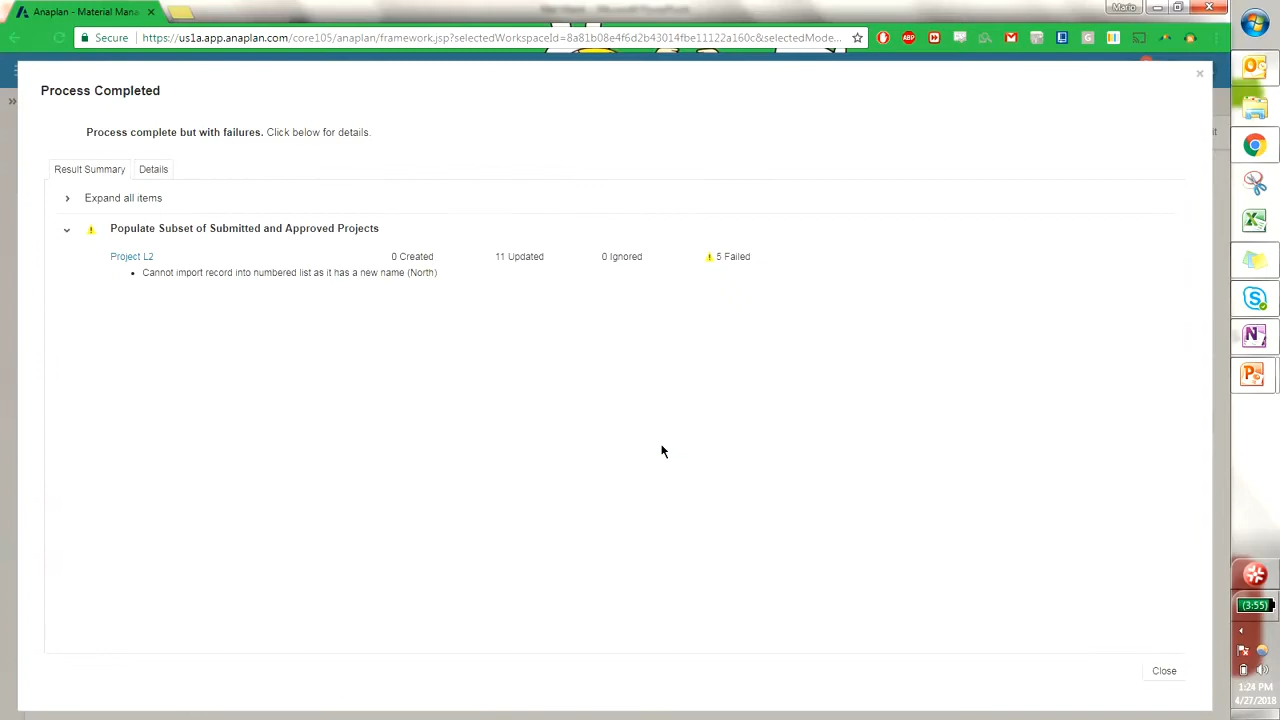 Anaplan - Material Mana
Mario
Secure
https://us1a.app.anaplan.com/core105/anaplan/framework.jsp?selectedWorkspaceId=8a81b08e4f6d2b43014fbe11122a160c&selectedMode...
Process Completed
Process complete but with failures. Click below for details.
Result Summary
Details
Expand all items
Populate Subset of Submitted and Approved Projects
Project L2 0 Created 11 Updated 0 Ignored 5 Failed
Cannot import record into numbered list as it has a new name (North)
Close
(3:55)
1:24 PM
4/27/2018